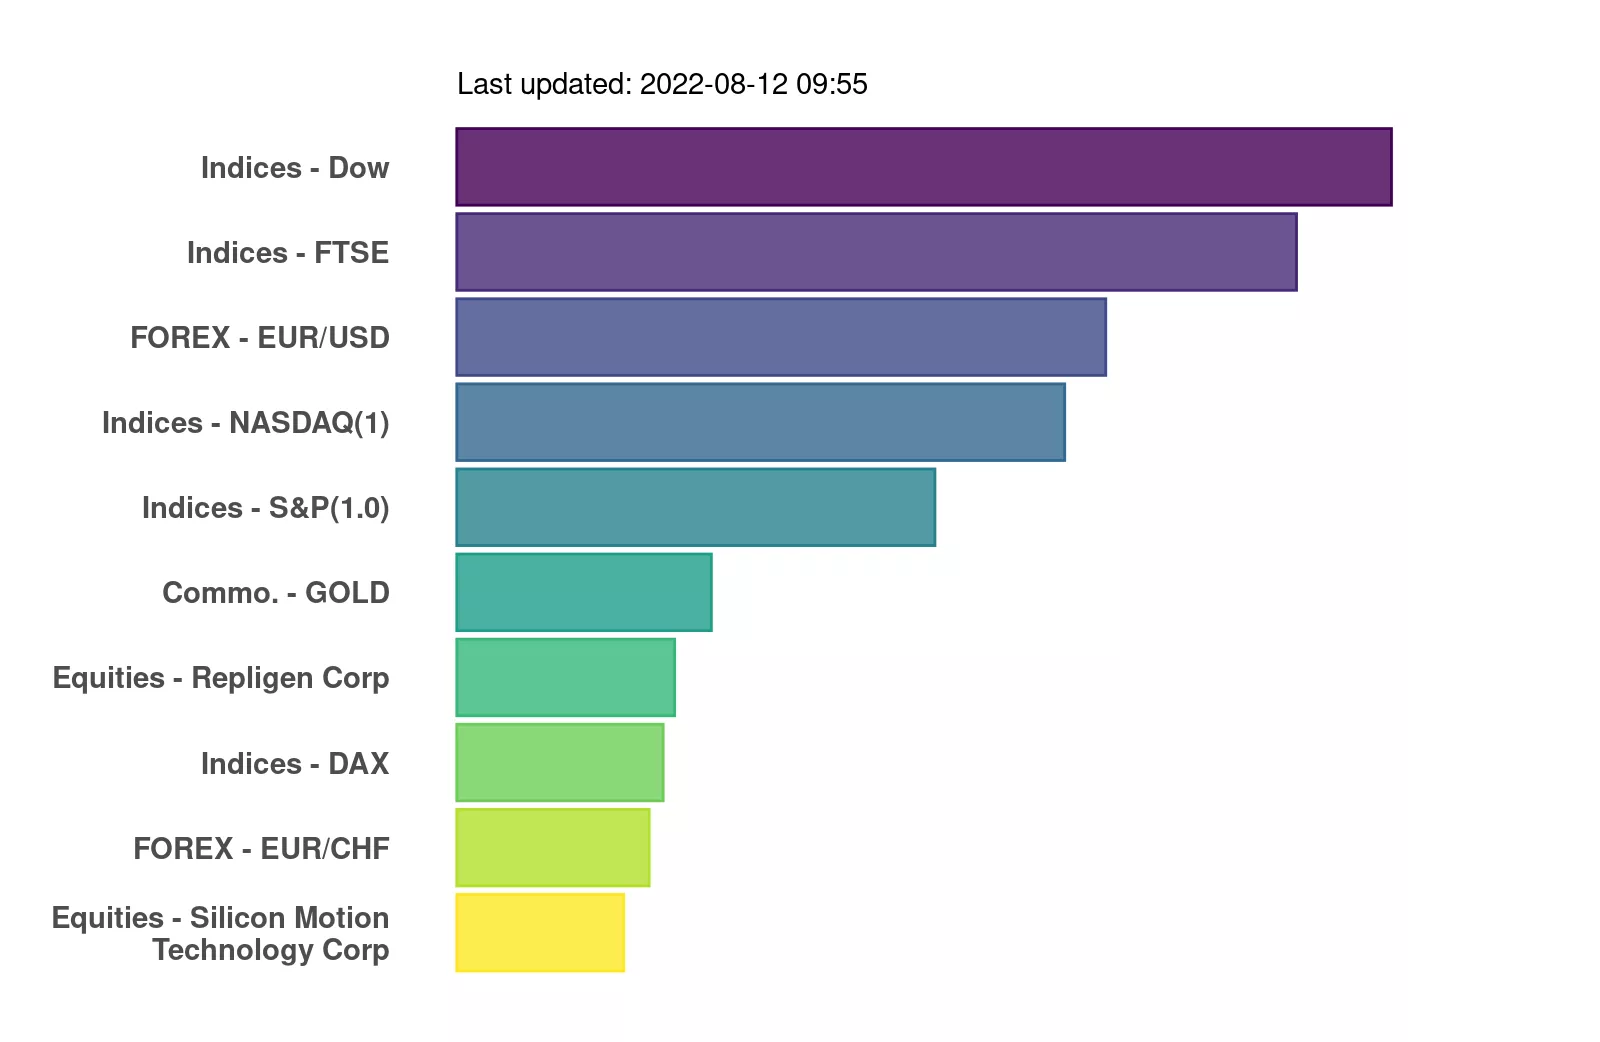 Last updated: 2022-08-12 09:55
Indices - Dow
Indices - FTSE
FOREX - EUR/USD
Indices - NASDAQ(1)
Indices - S&P(1.0)
Commo. - GOLD
Equities - Repligen Corp
Indices - DAX
FOREX - EUR/CHF
Equities - Silicon Motion
Technology Corp